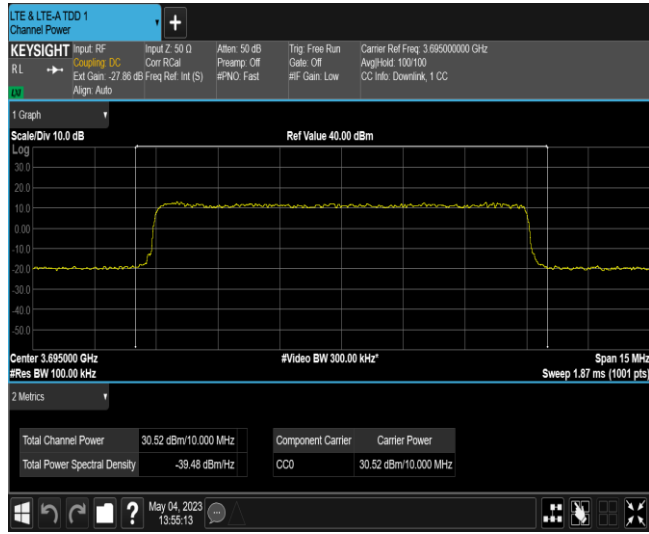 LTE & LTE-A TDD 1
Channel Power
+
KEYSIGHT
RL
Input: RF
Coupling: DC
Ext Gain: -27.86 dB
Align: Auto
Input Z: 50 Ω
Corr RCal
Freq Ref: Int (S)
Atten: 50 dB
Preamp: Off
#PNO: Fast
Trig: Free Run
Gate: Off
#IF Gain: Low
Carrier Ref Freq: 3.695000000 GHz
Avg|Hold: 100/100
CC Info: Downlink, 1 CC
1 Graph
Scale/Div 10.0 dB
Ref Value 40.00 dBm
Log
30.0
20.0
10.0
0.00
-10.0
-20.0
-30.0
-40.0
-50.0
Center 3.695000 GHz
#Video BW 300.00 kHz*
Span 15 MHz
#Res BW 100.00 kHz
Sweep 1.87 ms (1001 pts)
2 Metrics
Total Channel Power 30.52 dBm/10.000 MHz
Total Power Spectral Density -39.48 dBm/Hz
Component Carrier Carrier Power
CC0 30.52 dBm/10.000 MHz
?
May 04, 2023
13:55:13